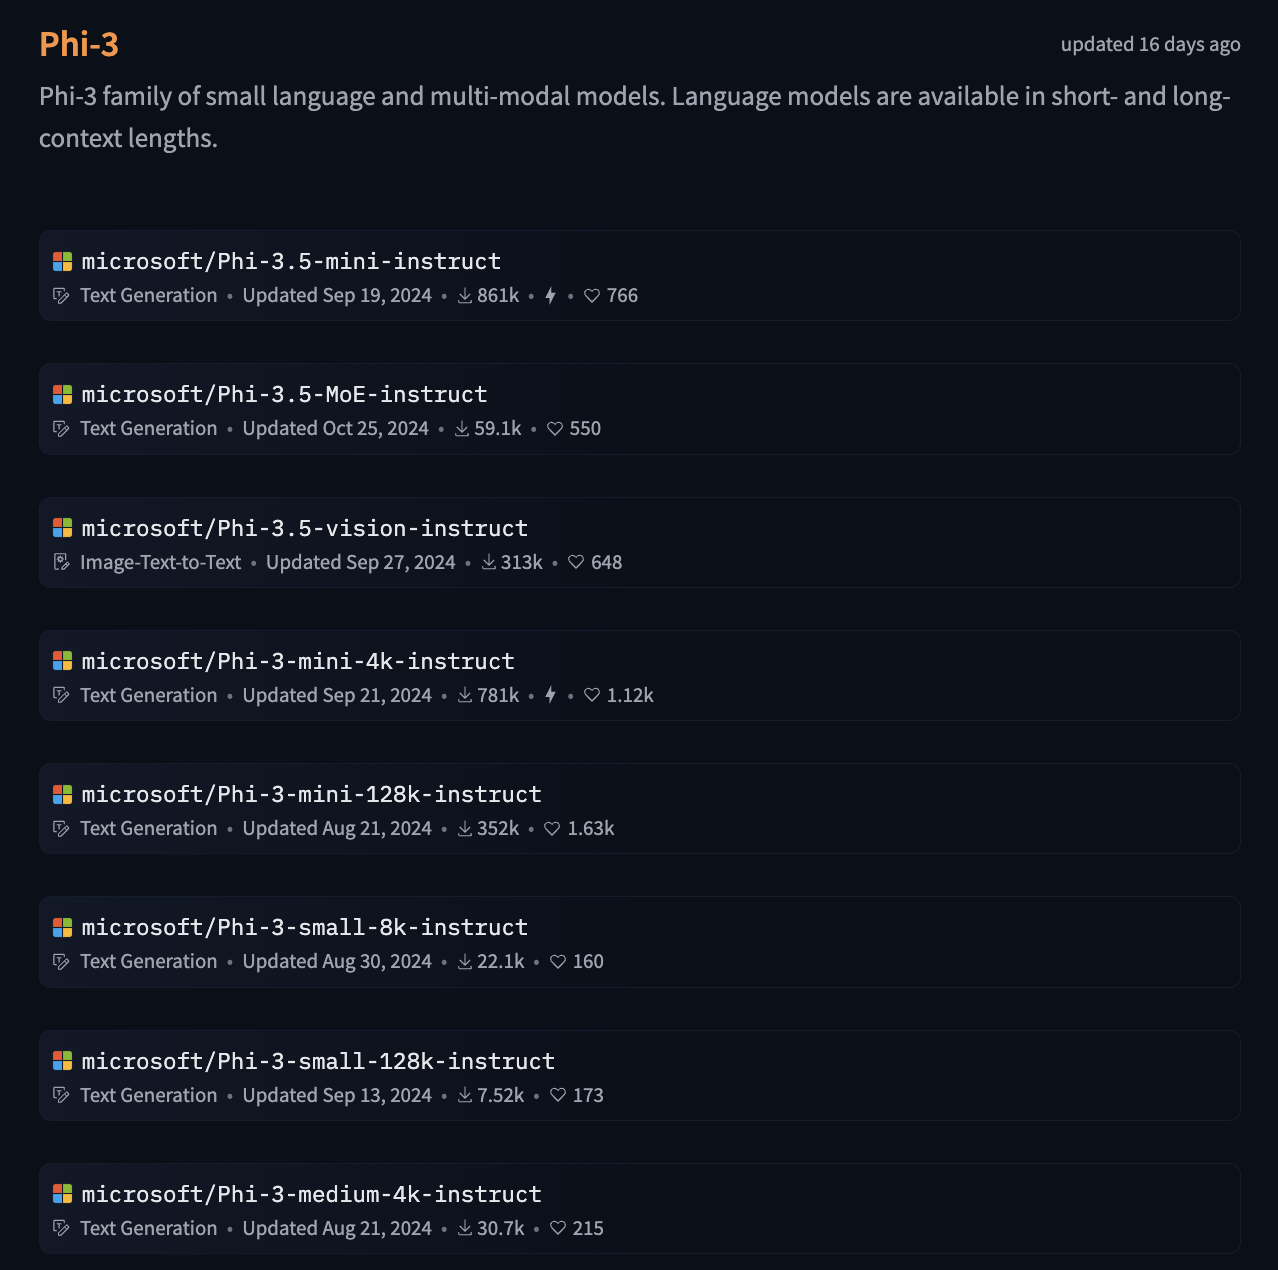 Phi-3
updated 16 days ago
Phi-3 family of small language and multi-modal models. Language models are available in short- and long-
context lengths.
microsoft/Phi-3.5-mini-instruct
Text Generation • Updated Sep 19, 2024 • 861k • • 766
microsoft/Phi-3.5-MoE-instruct
Text Generation • Updated Oct 25, 2024 • 59.1k • 550
microsoft/Phi-3.5-vision-instruct
Image-Text-to-Text • Updated Sep 27, 2024 • 313k • 648
microsoft/Phi-3-mini-4k-instruct
Text Generation • Updated Sep 21, 2024 • 781k • • 1.12k
microsoft/Phi-3-mini-128k-instruct
Text Generation • Updated Aug 21, 2024 • 352k • 1.63k
microsoft/Phi-3-small-8k-instruct
Text Generation • Updated Aug 30, 2024 • 22.1k • 160
microsoft/Phi-3-small-128k-instruct
Text Generation • Updated Sep 13, 2024 • 7.52k • 173
microsoft/Phi-3-medium-4k-instruct
Text Generation • Updated Aug 21, 2024 • 30.7k • 215